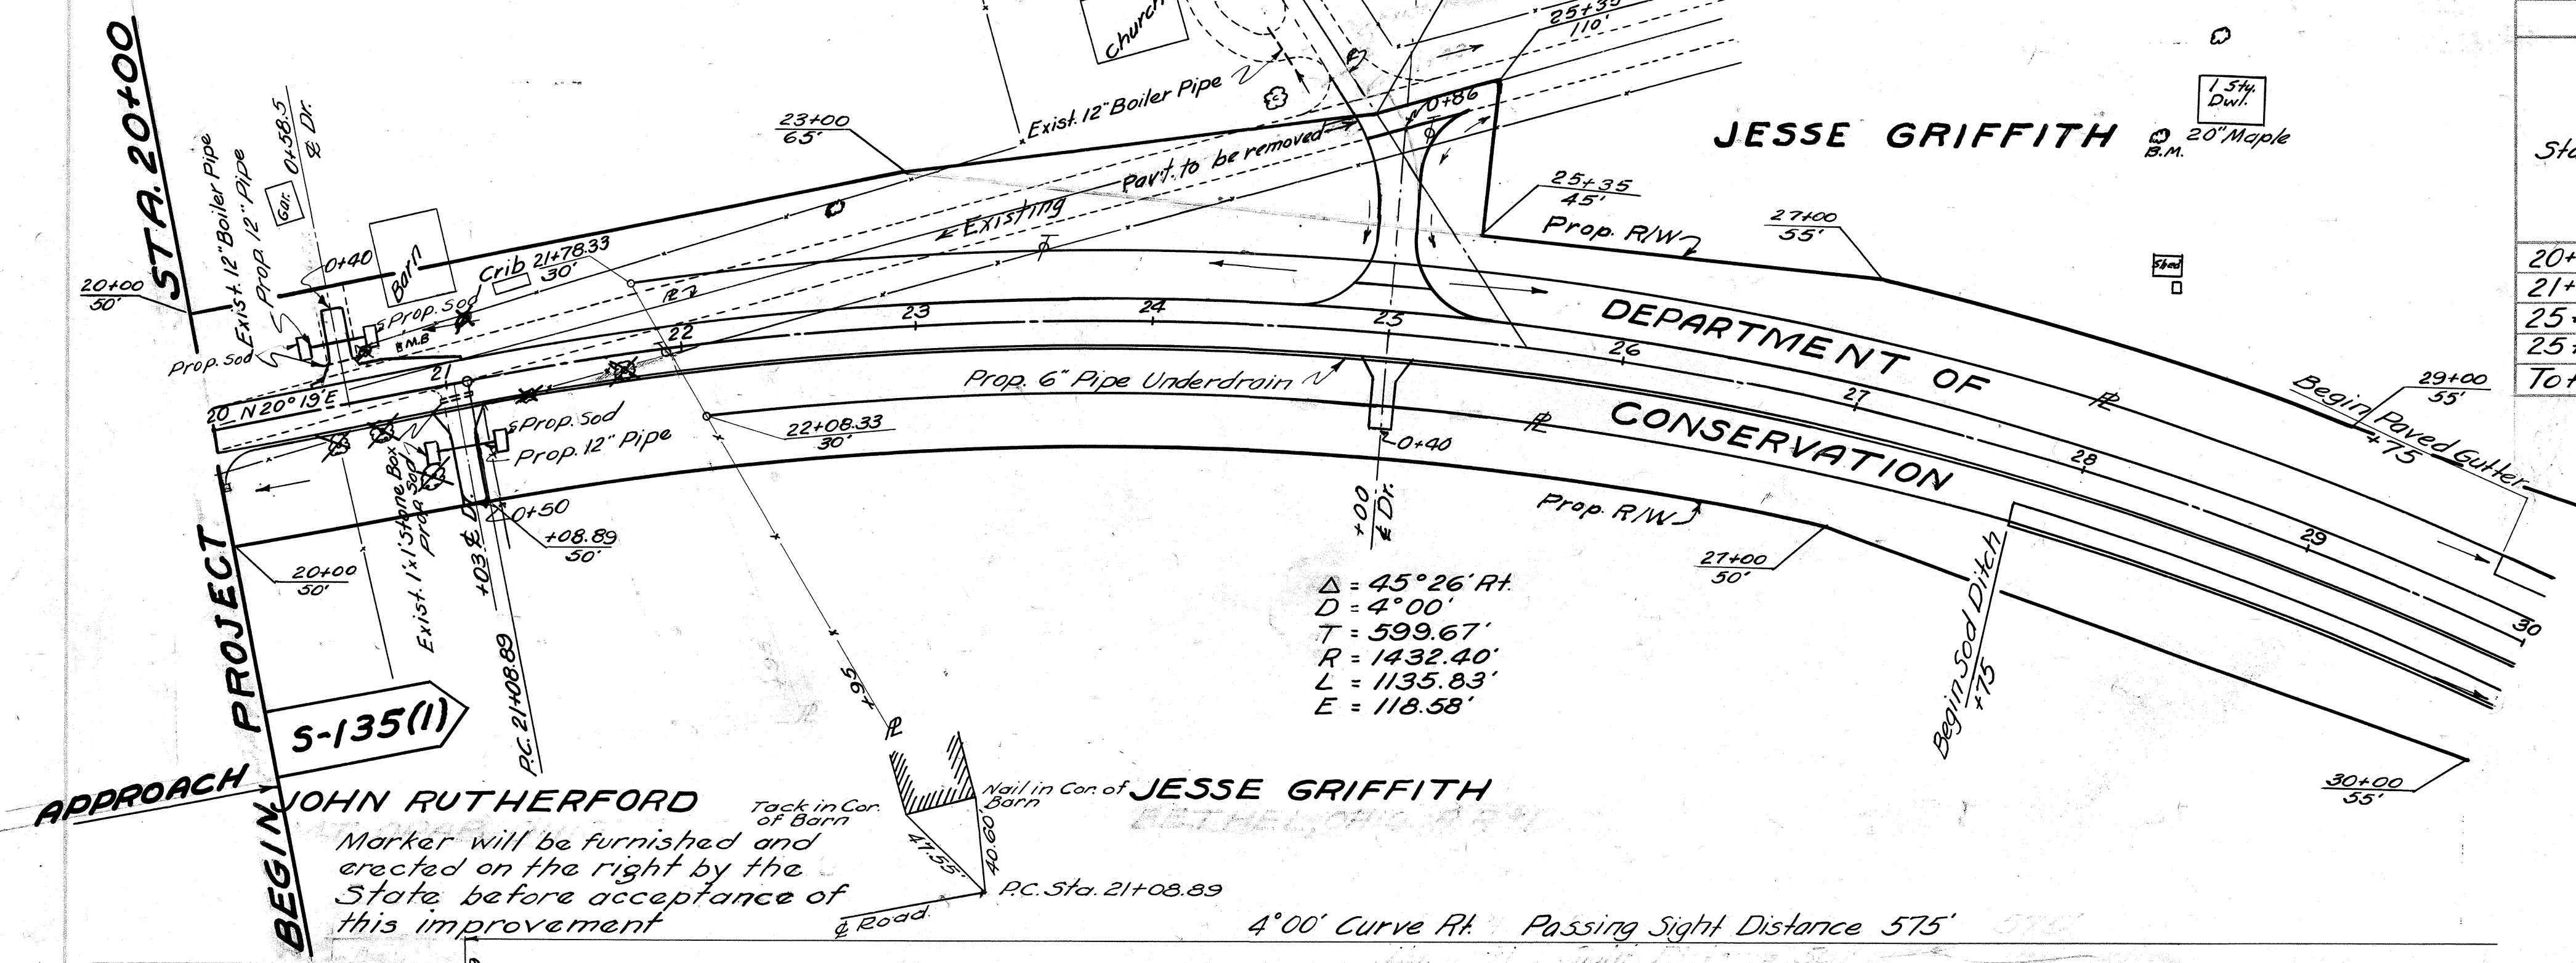 STA. 20+00
BEGIN PROJECT
APPROACH
S-135(1)
20+00
50'
Exist. 12" Boiler Pipe
Prop. 12" Pipe
Gar.
0+58.5
℄ Dr.
0+40
Barn
Crib
21+78.33
30'
Prop. Sod
Prop. Sod
B.M.B
20
N 20° 19' E
21
22
23
24
25
26
27
28
29
30
23+00
65'
church
Exist. 12" Boiler Pipe
Part to be removed
Existing
25+35
110'
0+86
JESSE GRIFFITH
B.M.
20" Maple
1 Sty.
Dwl.
Shed
25+35
45'
Prop. R/W
27+00
55'
DEPARTMENT OF
CONSERVATION
29+00
55'
Begin Paved Gutter
+75
Sta
20+
21+
25+
25+
Tot
Exist. 1'x1' Stone Box
Prop. Sod
Prop. Sod
Prop. 12" Pipe
0+50
+08.89
50'
+03 ℄ Dr.
P.C. 21+08.89
20+00
50'
22+08.33
30'
Prop. 6" Pipe Underdrain
0+40
+00
℄ Dr.
Prop. R/W
27+00
50'
Begin Sod Ditch
+75
30+00
55'
Δ = 45°26' Rt.
D = 4°00'
T = 599.67'
R = 1432.40'
L = 1135.83'
E = 118.58'
+95
JOHN RUTHERFORD
Marker will be furnished and
erected on the right by the
State before acceptance of
this improvement
Tack in Cor.
of Barn
Nail in Cor. of
Barn
JESSE GRIFFITH
47.55'
40.60'
P.C. Sta. 21+08.89
℄ Road
4°00' Curve Rt. Passing Sight Distance 575'